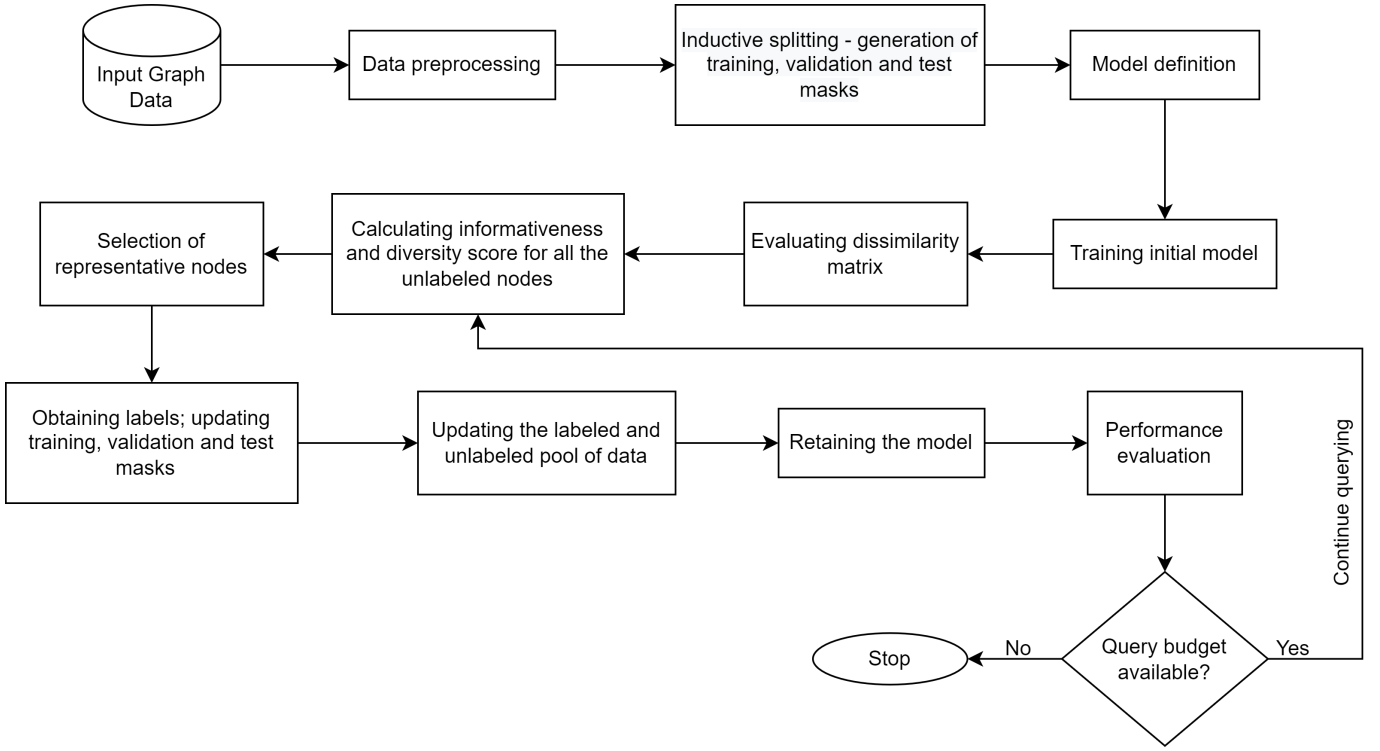 Input Graph
Data
Data preprocessing
Inductive splitting - generation of
training, validation and test
masks
Model definition
Selection of
representative nodes
Calculating informativeness
and diversity score for all the
unlabeled nodes
Evaluating dissimilarity
matrix
Training initial model
Obtaining labels; updating
training, validation and test
masks
Updating the labeled and
unlabeled pool of data
Retaining the model
Performance
evaluation
Continue querying
Stop
No
Query budget
available?
Yes